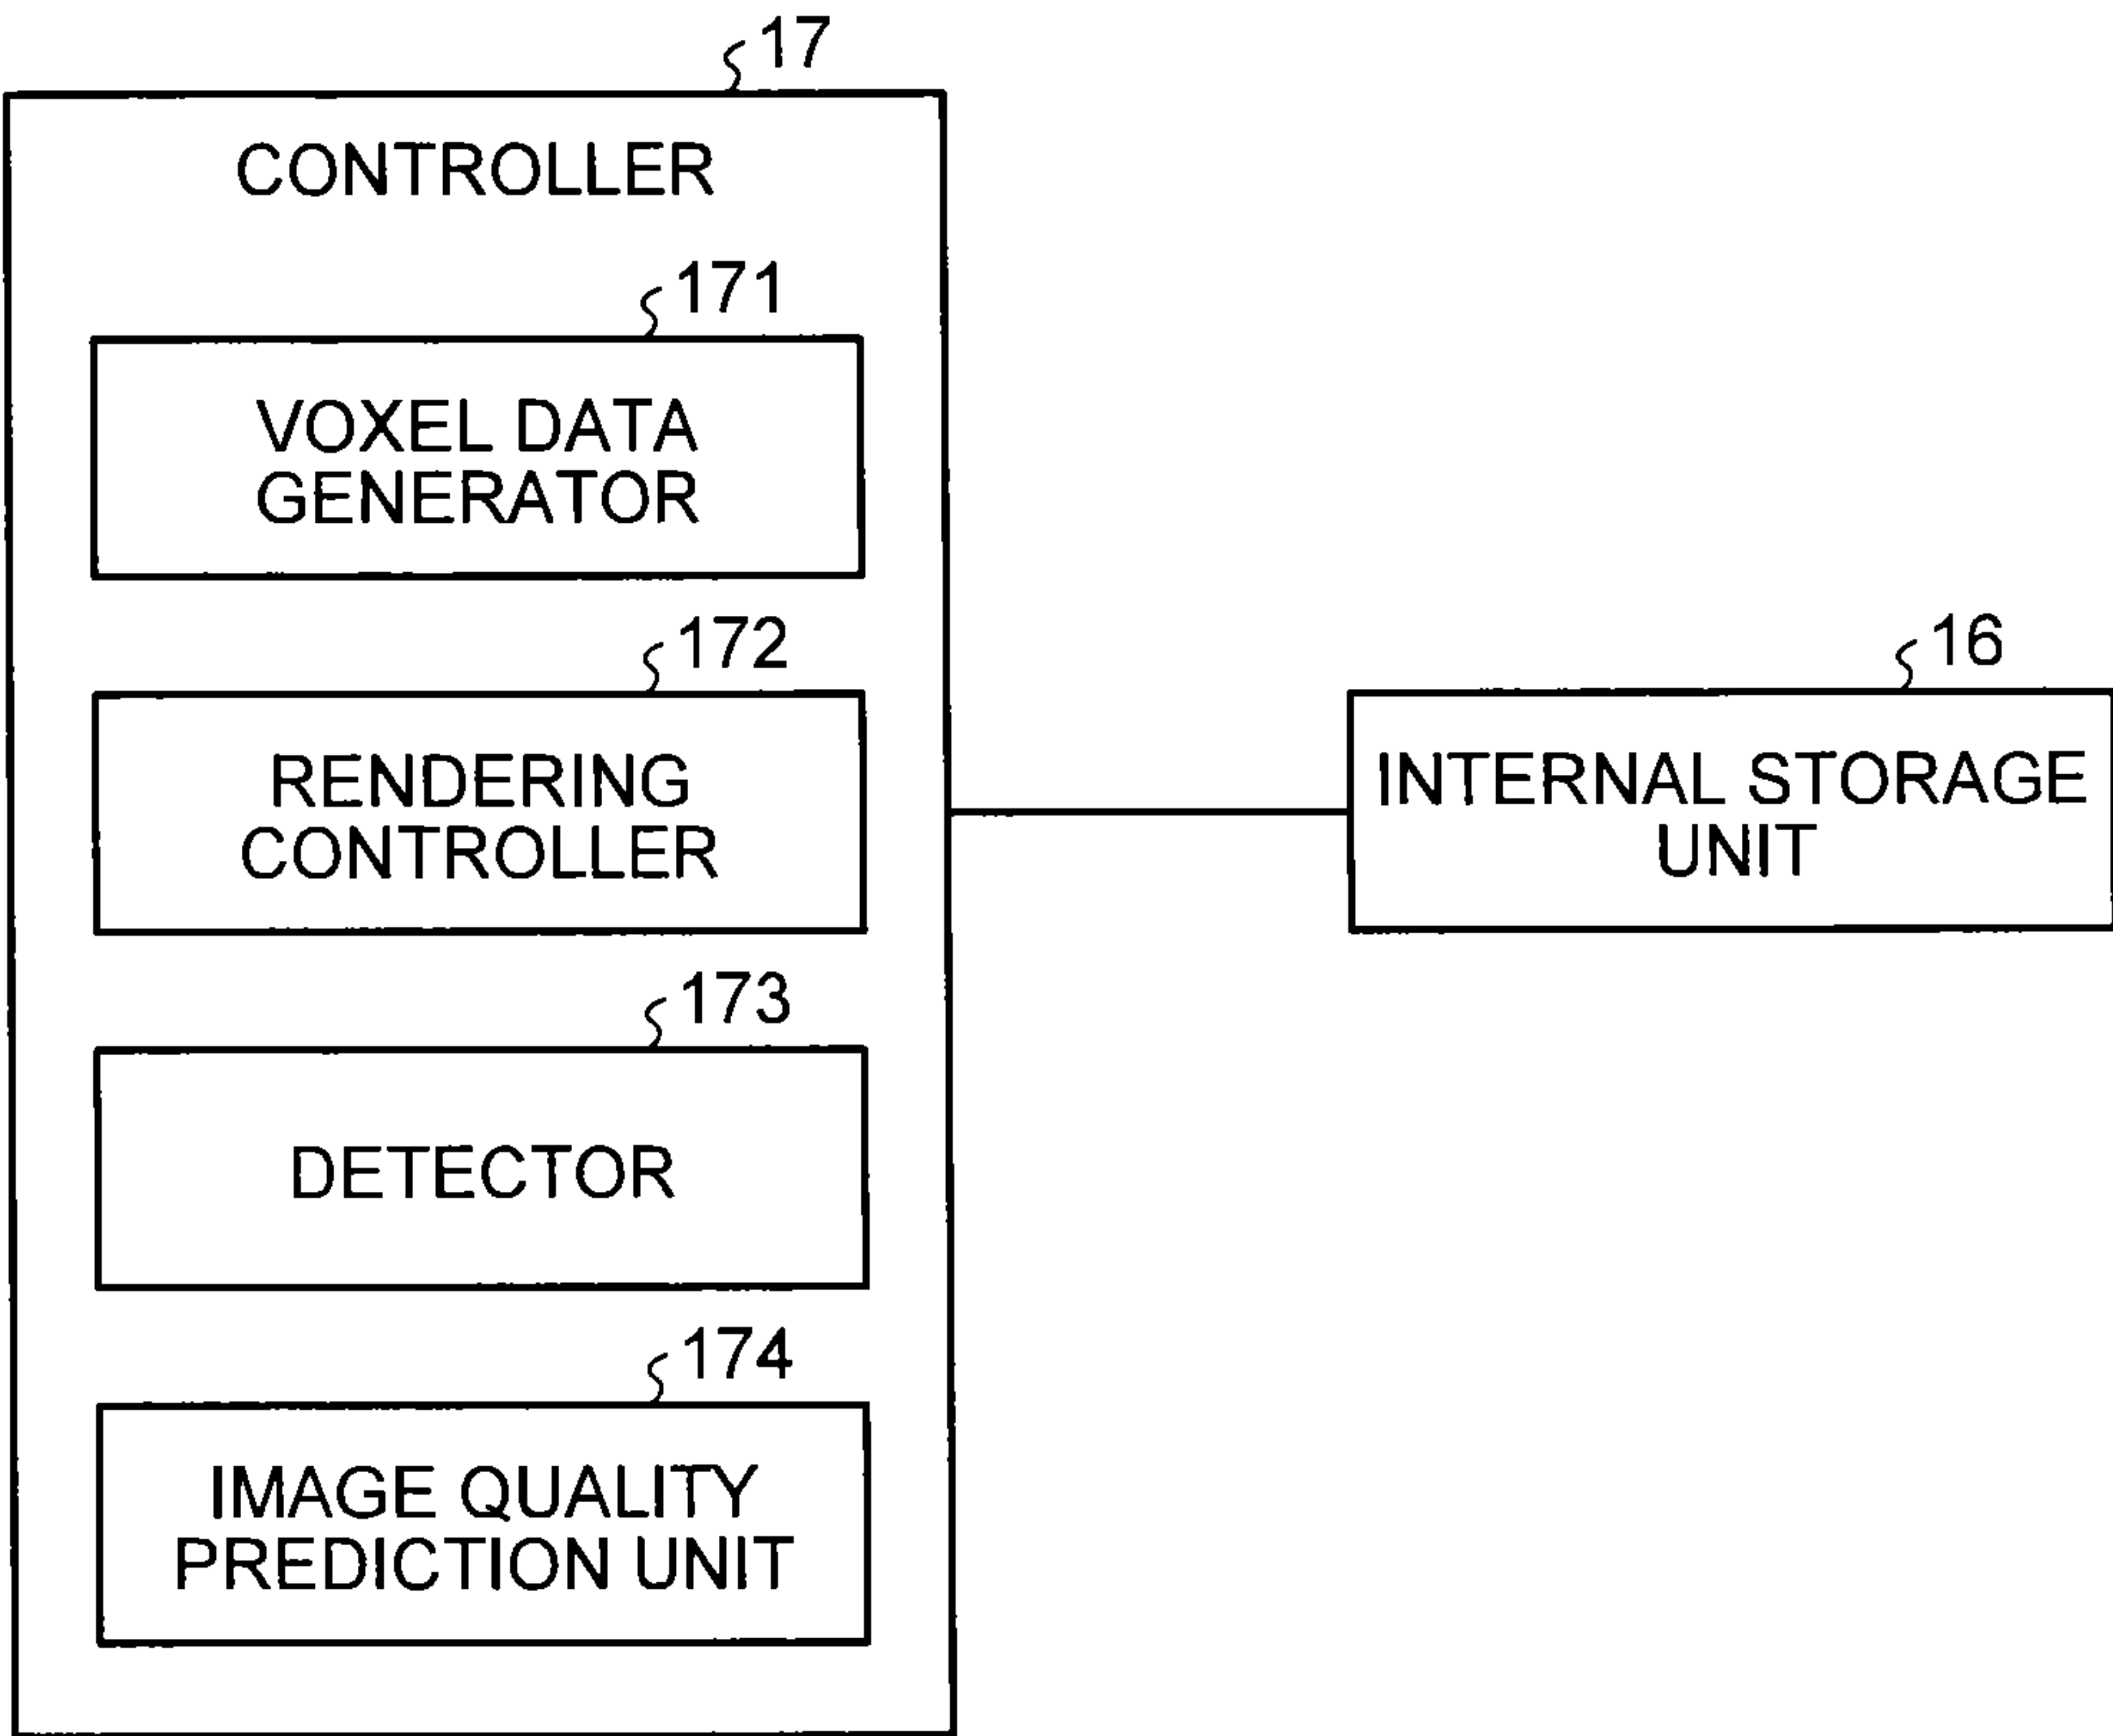 17
CONTROLLER
171
VOXEL DATA
GENERATOR
172
RENDERING
CONTROLLER
173
DETECTOR
174
IMAGE QUALITY
PREDICTION UNIT
16
INTERNAL STORAGE
UNIT